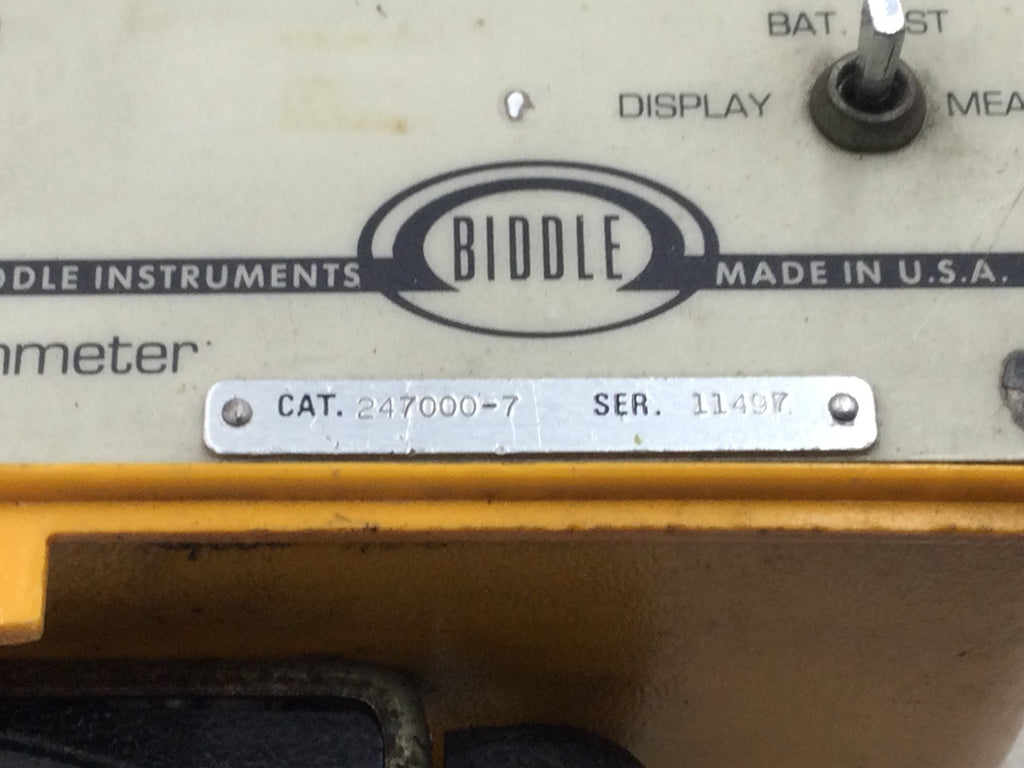 BAT.
DISPLAY
BIDDLE
INSTRUMENTS
MADE IN U.S.A.
CAT. 247000-7 SER. 11497